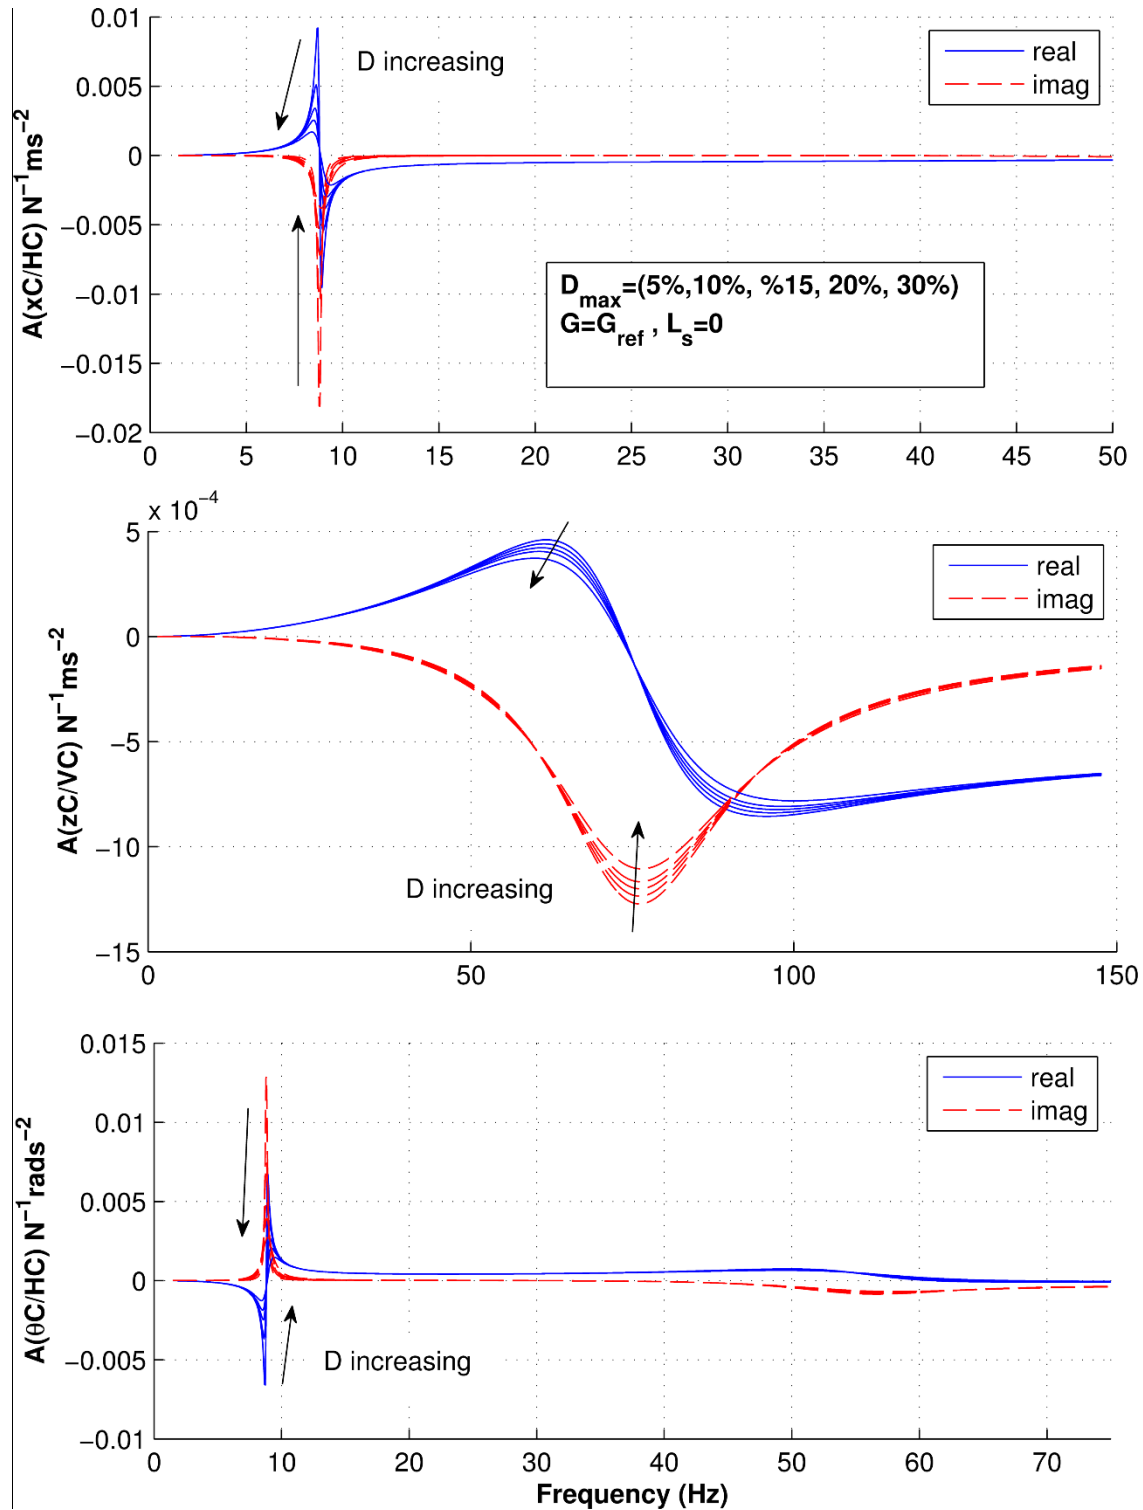 0.01
0.005
0
−0.005
−0.01
−0.015
−0.02
A(xC/HC) N⁻¹ms⁻²
D increasing
real
imag
D_max=(5%,10%, %15, 20%, 30%)
G=G_ref , L_s=0
0 5 10 15 20 25 30 35 40 45 50
x 10⁻⁴
5
0
−5
−10
−15
A(zC/VC) N⁻¹ms⁻²
real
imag
D increasing
0 50 100 150
0.015
0.01
0.005
0
−0.005
−0.01
A(θC/HC) N⁻¹rads⁻²
real
imag
D increasing
0 10 20 30 40 50 60 70
Frequency (Hz)